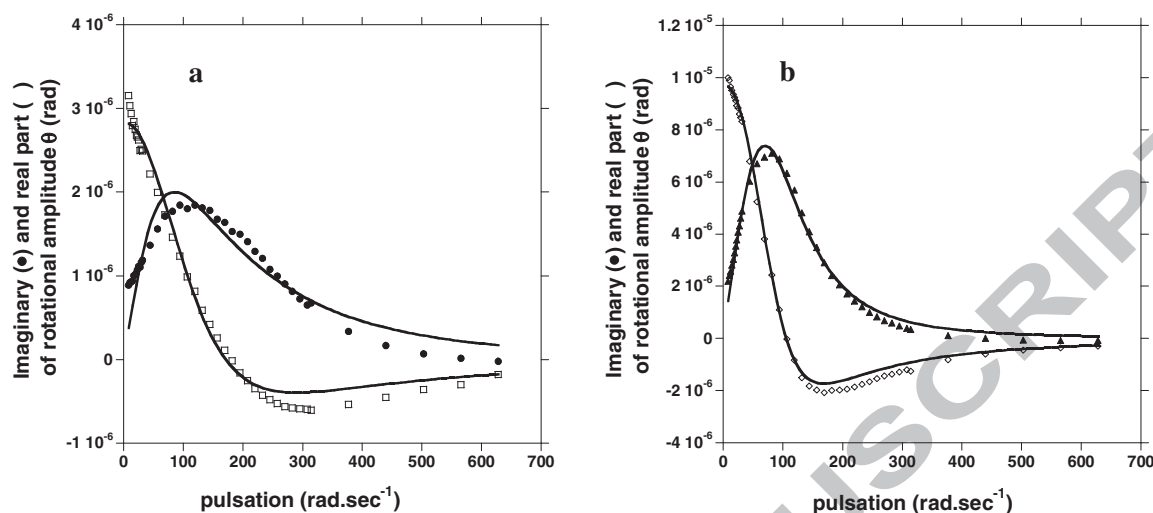 Imaginary (●) and real part ( )
of rotational amplitude θ (rad)
4 10⁻⁶
3 10⁻⁶
2 10⁻⁶
1 10⁻⁶
0
-1 10⁻⁶
a
0 100 200 300 400 500 600 700
pulsation (rad.sec⁻¹)
Imaginary (●) and real part ( )
of rotational amplitude θ (rad)
1.2 10⁻⁵
1 10⁻⁵
8 10⁻⁶
6 10⁻⁶
4 10⁻⁶
2 10⁻⁶
0
-2 10⁻⁶
-4 10⁻⁶
b
0 100 200 300 400 500 600 700
pulsation (rad.sec⁻¹)
USCRIPT